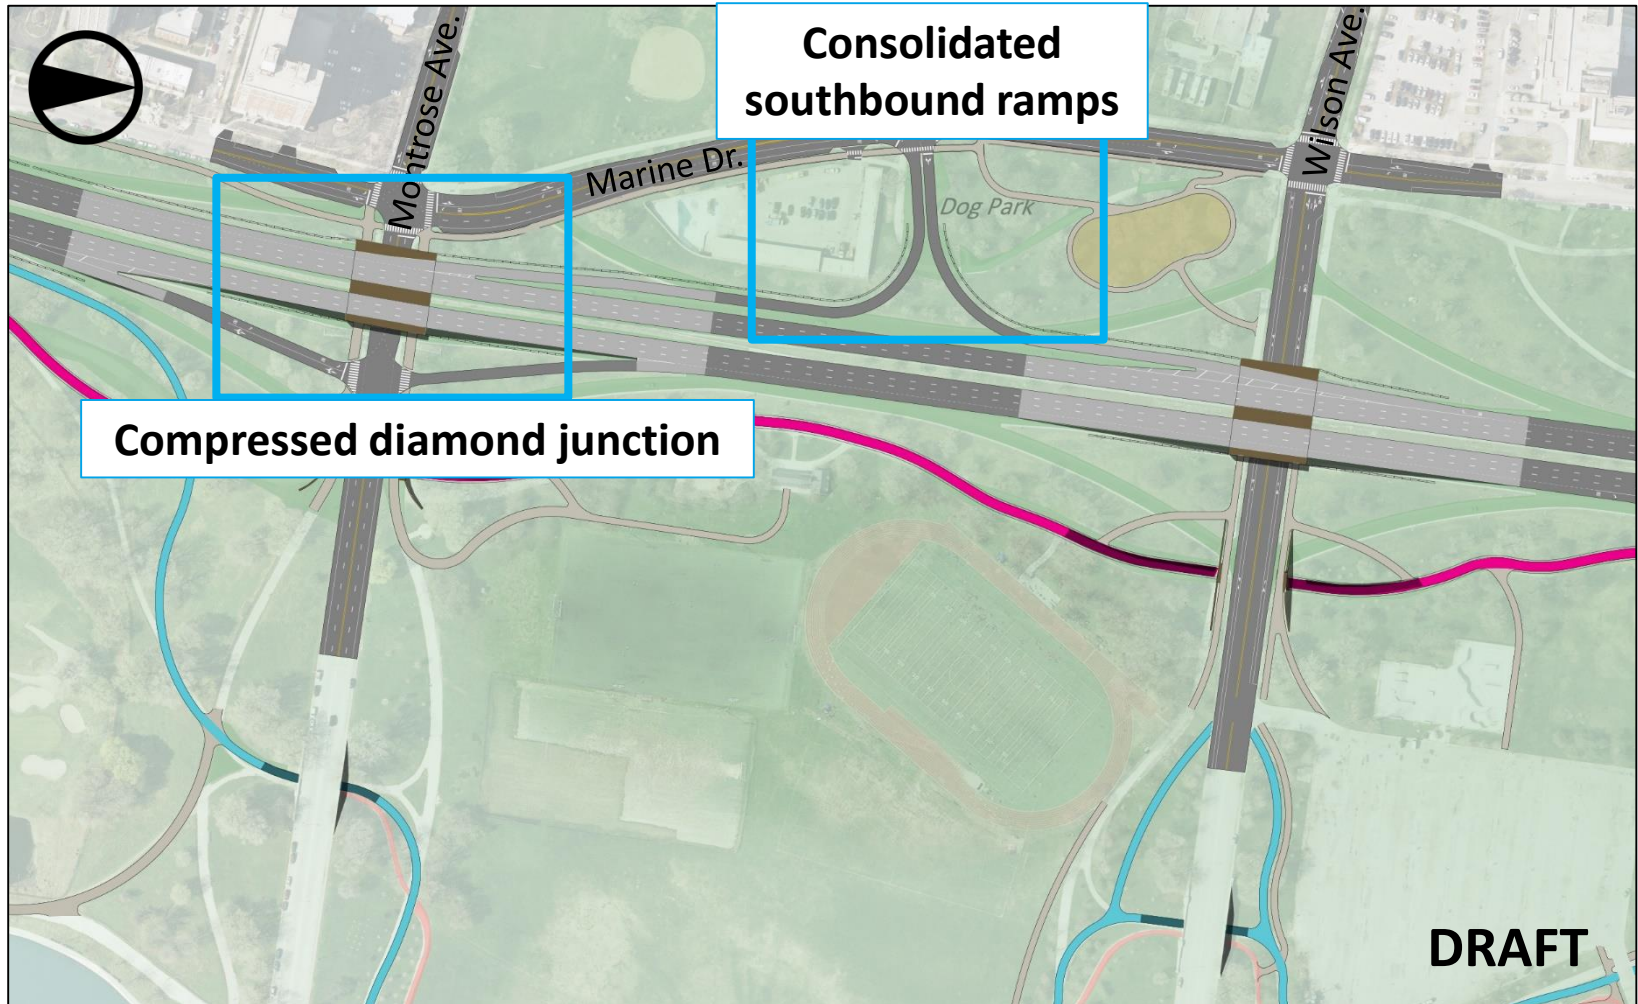 Montrose Ave.
Consolidated
southbound ramps
Wilson Ave.
Marine Dr.
Dog Park
Compressed diamond junction
DRAFT